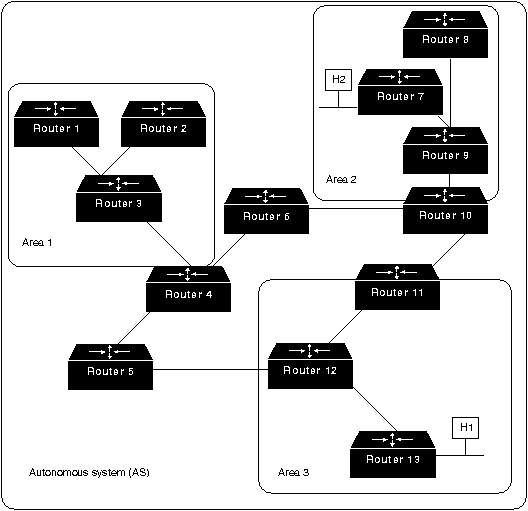 Router 8
H2
Router 7
Router 1
Router 2
Router 9
Area 2
Router 3
Router 6
Router 10
Area 1
Router 4
Router 11
Router 5
Router 12
H1
Router 13
Autonomous system (AS)
Area 3